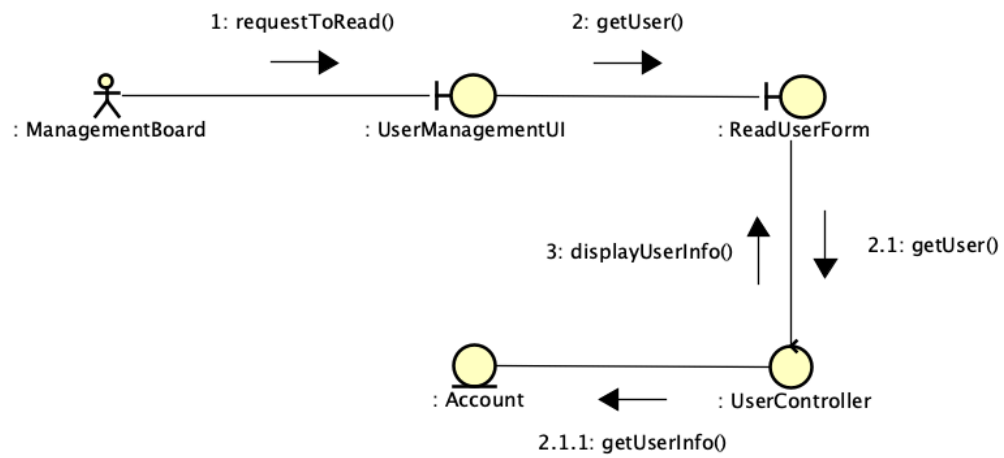 1: requestToRead()
2: getUser()
: ManagementBoard
: UserManagementUI
: ReadUserForm
3: displayUserInfo()
2.1: getUser()
: Account
: UserController
2.1.1: getUserInfo()